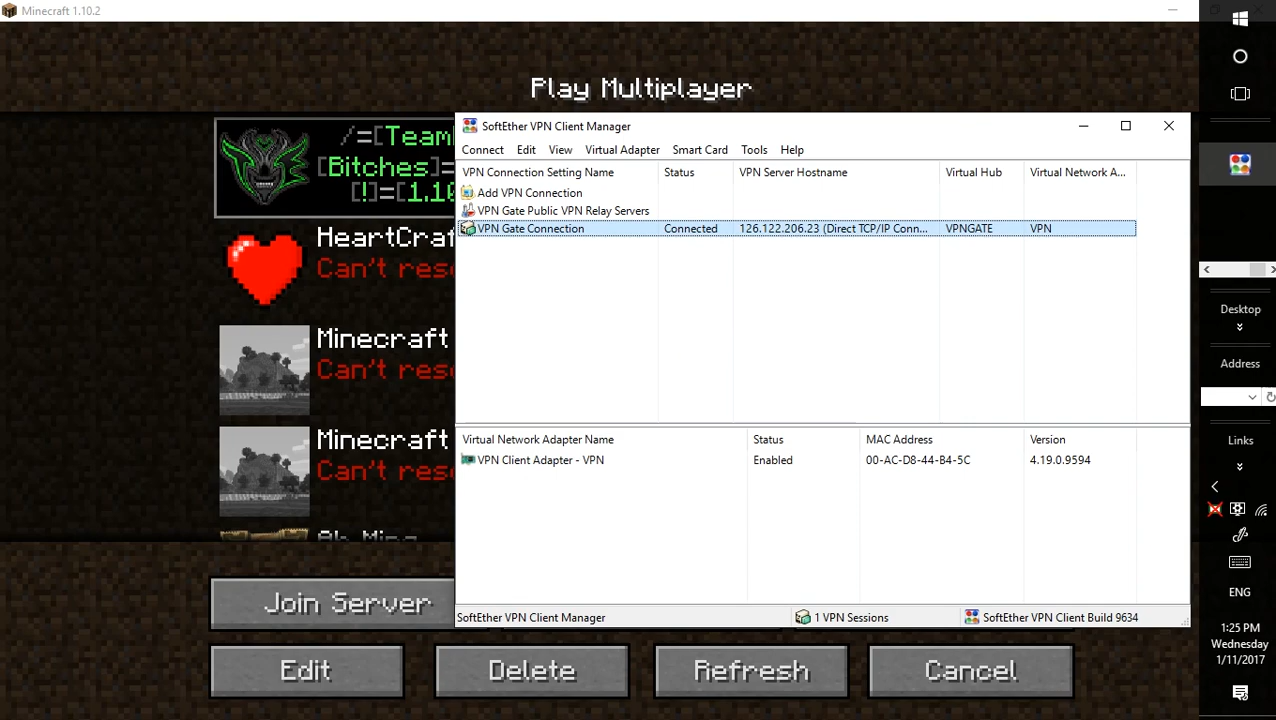 Minecraft 1.10.2
Play Multiplayer
/=[Team
[Bitches]=
[!]=[1.10
HeartCraf
Can't res
Minecraft
Can't res
Minecraft
Can't res
SoftEther VPN Client Manager
Connect Edit View Virtual Adapter Smart Card Tools Help
VPN Connection Setting Name Status VPN Server Hostname Virtual Hub Virtual Network A...
Add VPN Connection
VPN Gate Public VPN Relay Servers
VPN Gate Connection Connected 126.122.206.23 (Direct TCP/IP Conn... VPNGATE VPN
Virtual Network Adapter Name Status MAC Address Version
VPN Client Adapter - VPN Enabled 00-AC-D8-44-B4-5C 4.19.0.9594
SoftEther VPN Client Manager 1 VPN Sessions SoftEther VPN Client Build 9634
Join Server
Edit Delete Refresh Cancel
Desktop
Address
Links
ENG
1:25 PM
Wednesday
1/11/2017